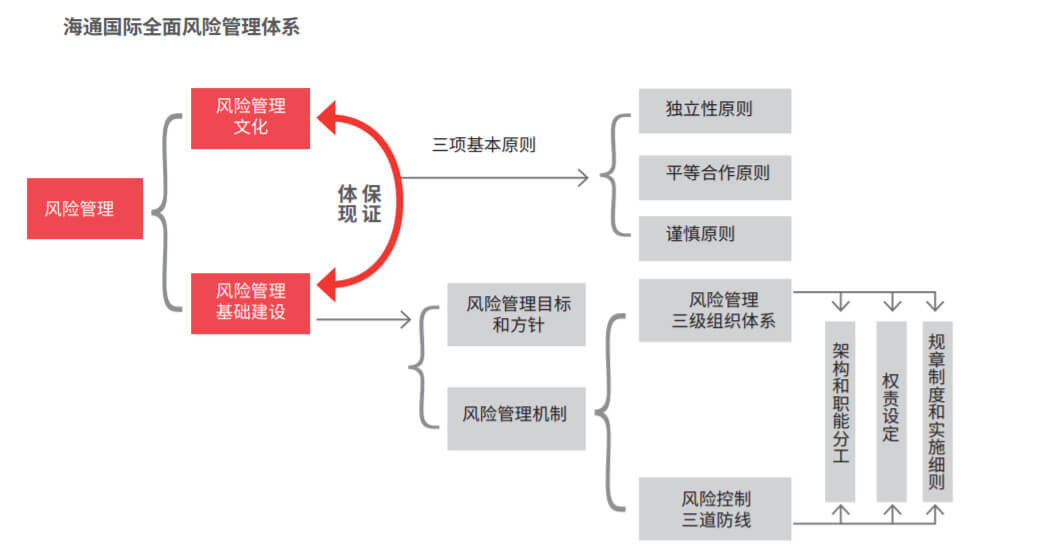 海通国际全面风险管理体系
风险管理
文化
三项基本原则
独立性原则
平等合作原则
谨慎原则
风险管理
体现
保证
风险管理
基础建设
风险管理目标
和方针
风险管理机制
风险管理
三级组织体系
架构和职能分工
权责设定
规章制度和实施细则
风险控制
三道防线